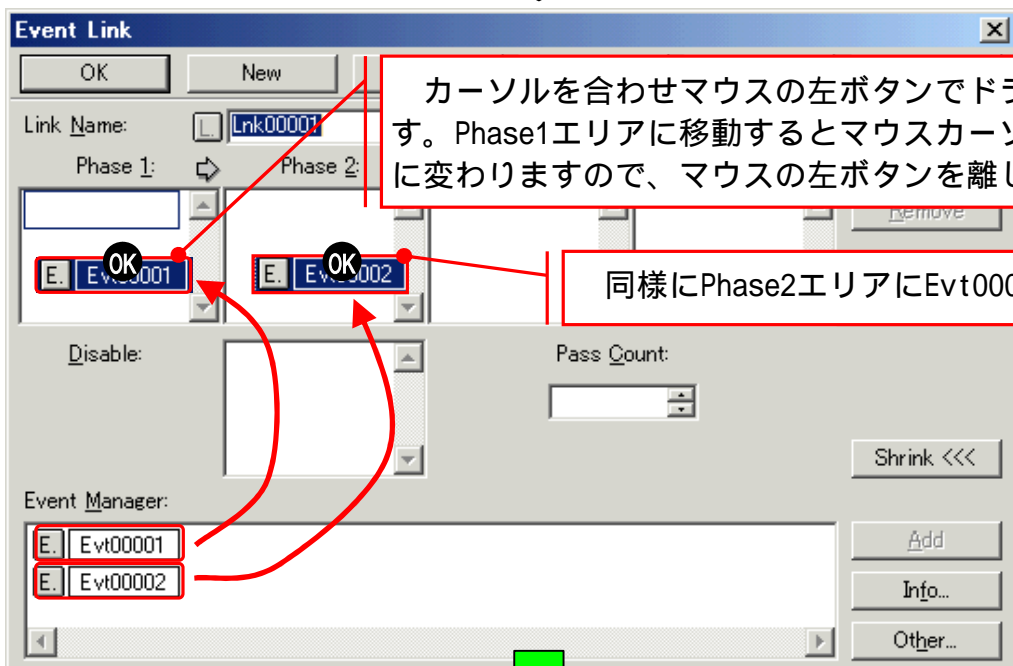 Event Link
OK
New
カーソルを合わせマウスの左ボタンでド
す。Phase1エリアに移動するとマウスカーソ
に変わりますので、マウスの左ボタンを離し
Link Name:
L
Lnk00001
Phase 1:
Phase 2:
Remove
E.
OK
E.
OK
同様にPhase2エリアにEvt000
Disable:
Pass Count:
Shrink <<<
Event Manager:
E. Evt00001
E. Evt00002
Add
Info...
Other...